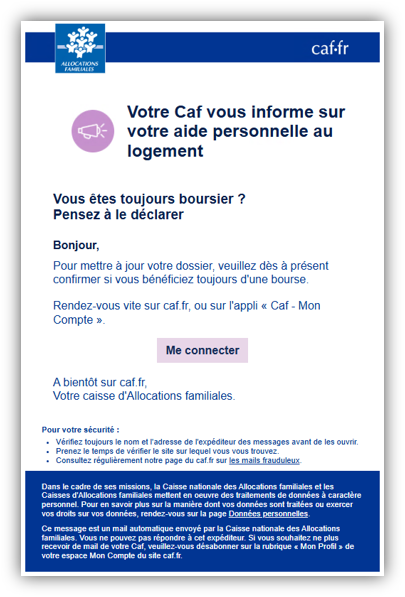 ALLOCATIONS
FAMILIALES
caf·fr
Votre Caf vous informe sur
votre aide personnelle au
logement
Vous êtes toujours boursier ?
Pensez à le déclarer
Bonjour,
Pour mettre à jour votre dossier, veuillez dès à présent
confirmer si vous bénéficiez toujours d'une bourse.
Rendez-vous vite sur caf.fr, ou sur l'appli « Caf - Mon
Compte ».
Me connecter
A bientôt sur caf.fr,
Votre caisse d'Allocations familiales.
Pour votre sécurité :
• Vérifiez toujours le nom et l'adresse de l'expéditeur des messages avant de les ouvrir.
• Prenez le temps de vérifier le site sur lequel vous vous trouvez.
• Consultez régulièrement notre page du caf.fr sur les mails frauduleux.
Dans le cadre de ses missions, la Caisse nationale des Allocations familiales et les
Caisses d'Allocations familiales mettent en oeuvre des traitements de données à caractère
personnel. Pour en savoir plus sur la manière dont vos données sont traitées ou exercer
vos droits sur vos données, rendez-vous sur la page Données personnelles.
Ce message est un mail automatique envoyé par la Caisse nationale des Allocations
familiales. Vous ne pouvez pas répondre à cet expéditeur. Si vous souhaitez ne plus
recevoir de mail de votre Caf, veuillez-vous désabonner sur la rubrique « Mon Profil » de
votre espace Mon Compte du site caf.fr.